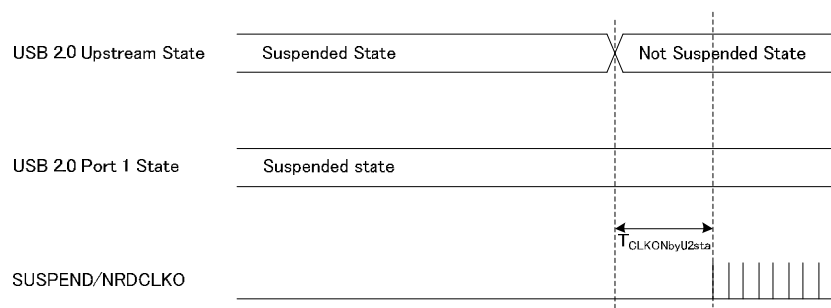 USB 2.0 Upstream State
Suspended State
Not Suspended State
USB 2.0 Port 1 State
Suspended state
TCLKONbyU2sta
SUSPEND/NRDCLKO